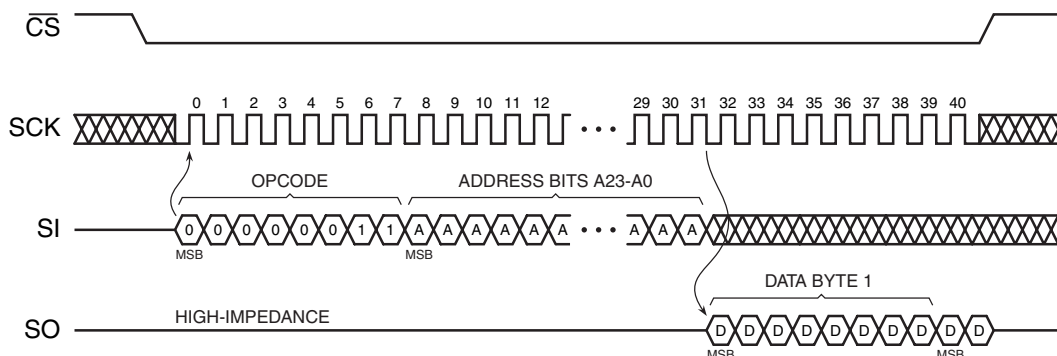 CS
0 1 2 3 4 5 6 7 8 9 10 11 12 29 30 31 32 33 34 35 36 37 38 39 40
SCK
OPCODE ADDRESS BITS A23-A0
SI 0 0 0 0 0 0 1 1 A A A A A A A A A
MSB MSB
DATA BYTE 1
SO HIGH-IMPEDANCE D D D D D D D D D D
MSB MSB